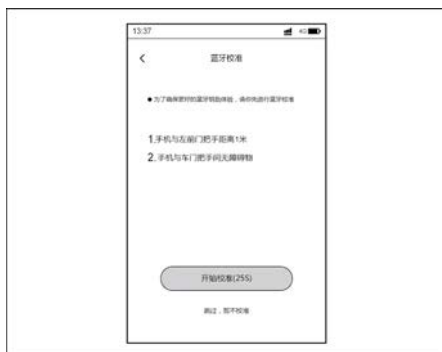 13:37
4G
蓝牙校准
● 为了确保更好的蓝牙钥匙体验，请你先进行蓝牙校准
1.手机与左前门把手距离1米
2.手机与车门把手间无障碍物
开始校准(25S)
跳过，暂不校准